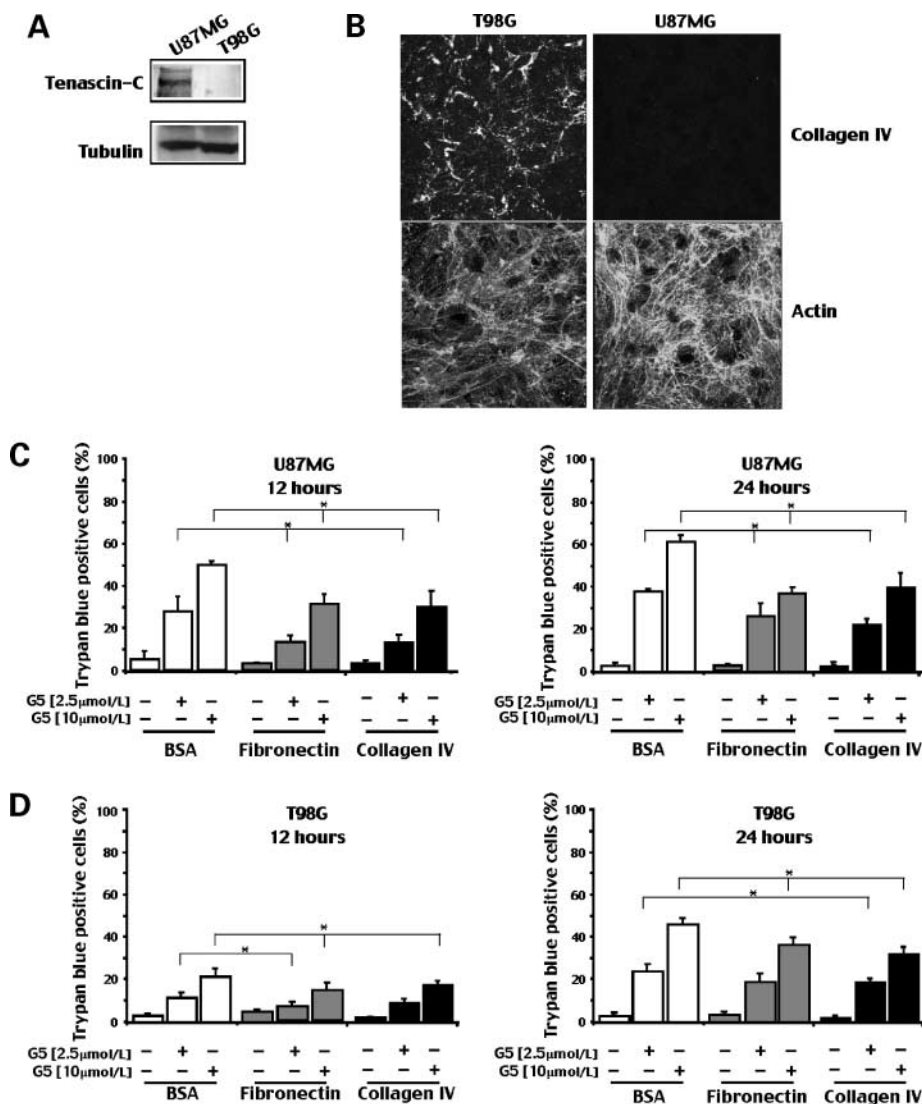 A
U87MG
T98G
Tenascin-C
Tubulin
B
T98G
U87MG
Collagen IV
Actin
C
Trypan blue positive cells (%)
100
80
60
40
20
0
U87MG
12 hours
*
*
G5 [2.5μmol/L] – + – – + – – + –
G5 [10μmol/L] – – + – – + – – +
BSA Fibronectin Collagen IV
Trypan blue positive cells (%)
100
80
60
40
20
0
U87MG
24 hours
*
*
G5 [2.5μmol/L] – + – – + – – + –
G5 [10μmol/L] – – + – – + – – +
BSA Fibronectin Collagen IV
D
Trypan blue positive cells (%)
100
80
60
40
20
0
T98G
12 hours
*
*
G5 [2.5μmol/L] – + – – + – – + –
G5 [10μmol/L] – – + – – + – – +
BSA Fibronectin Collagen IV
Trypan blue positive cells (%)
100
80
60
40
20
0
T98G
24 hours
*
*
G5 [2.5μmol/L] – + – – + – – + –
G5 [10μmol/L] – – + – – + – – +
BSA Fibronectin Collagen IV